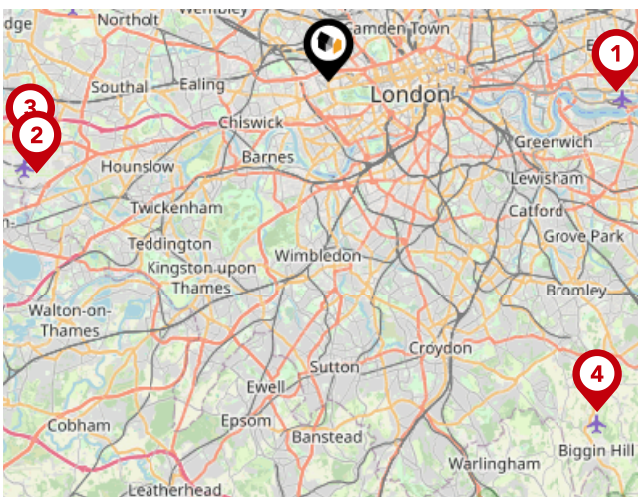 Northolt
Camden Town
1
Southall
Ealing
London
3
2
Chiswick
Greenwich
Barnes
Hounslow
Lewisham
Twickenham
Catford
Teddington
Grove Park
Kingston upon
Thames
Wimbledon
Bromley
Walton-on-
Thames
Croydon
Sutton
4
Ewell
Cobham
Epsom
Banstead
Biggin Hill
Warlingham
Leatherhead